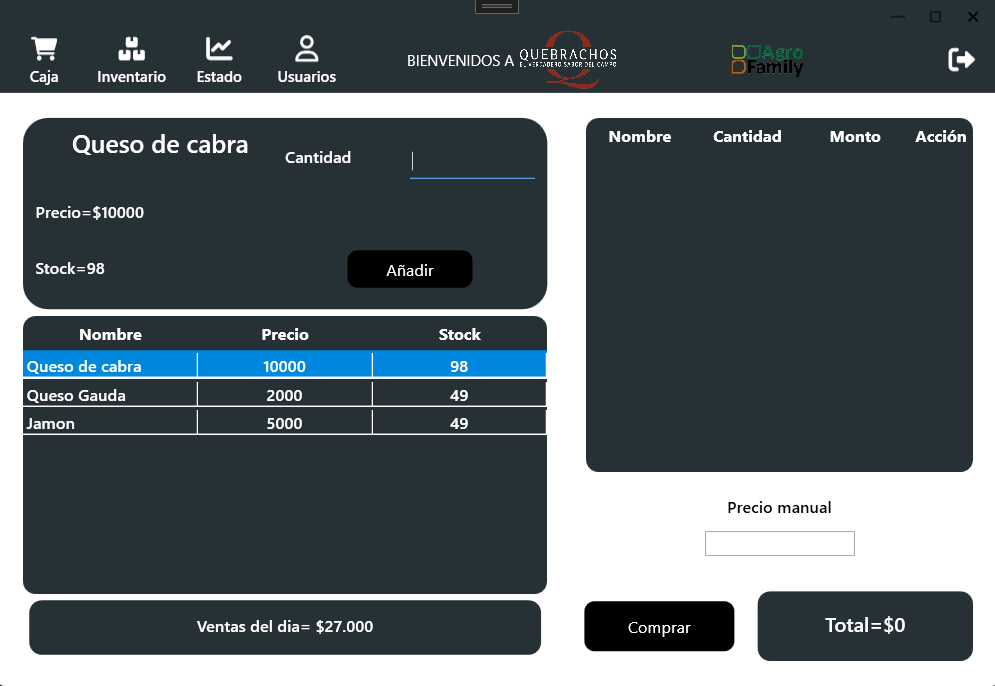 Caja Inventario Estado Usuarios
BIENVENIDOS A QUEBRACHOS
EL VERDADERO SABOR DEL CAMPO
Agro
Family
Queso de cabra
Cantidad
Precio=$10000
Stock=98
Añadir
Nombre Precio Stock
Queso de cabra 10000 98
Queso Gauda 2000 49
Jamon 5000 49
Ventas del dia= $27.000
Nombre Cantidad Monto Acción
Precio manual
Comprar
Total=$0